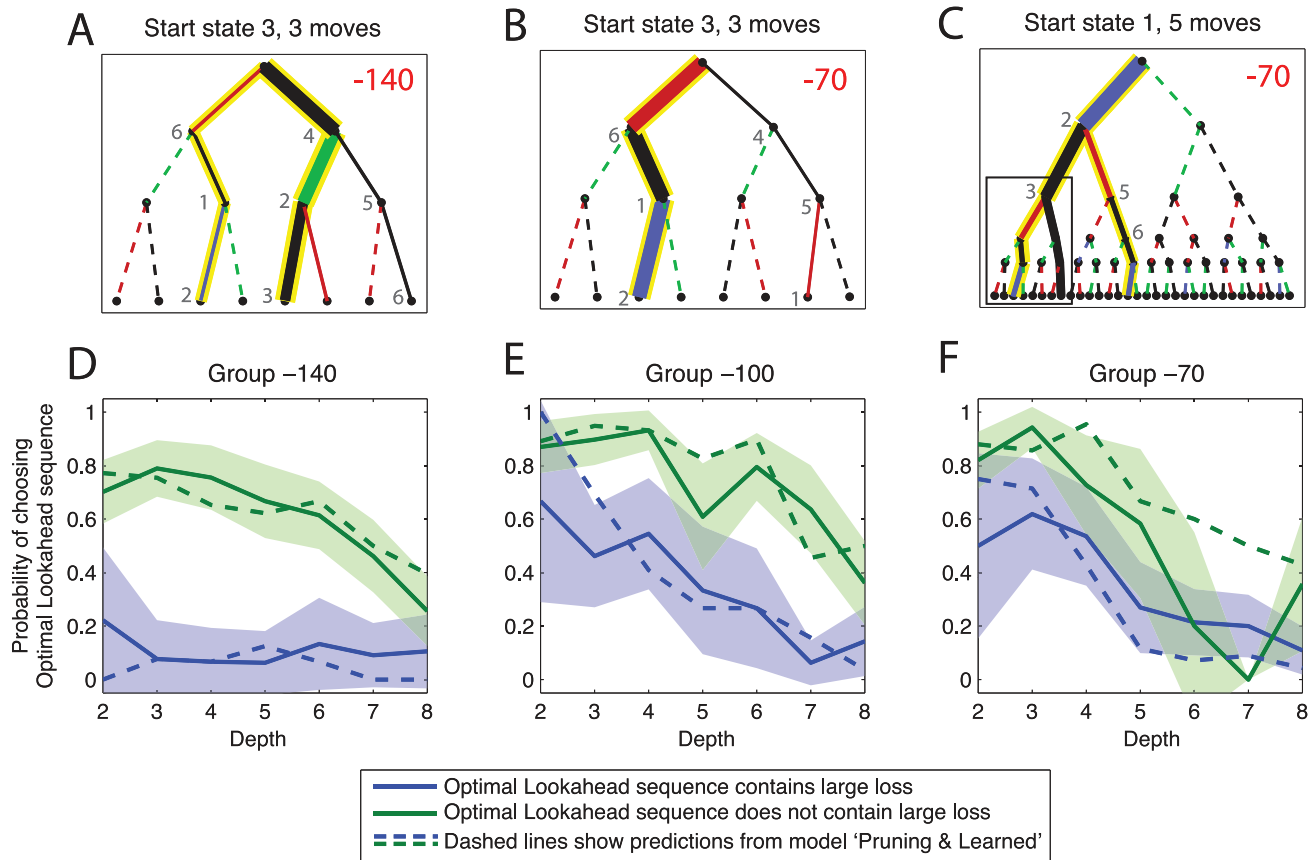 A
Start state 3, 3 moves
-140
6
4
1
2
5
2
3
6
B
Start state 3, 3 moves
-70
6
4
1
5
2
1
C
Start state 1, 5 moves
-70
2
3
5
6
D
Group –140
Probability of choosing
Optimal Lookahead sequence
1
0.8
0.6
0.4
0.2
0
2 3 4 5 6 7 8
Depth
E
Group –100
1
0.8
0.6
0.4
0.2
0
2 3 4 5 6 7 8
Depth
F
Group –70
1
0.8
0.6
0.4
0.2
0
2 3 4 5 6 7 8
Depth
Optimal Lookahead sequence contains large loss
Optimal Lookahead sequence does not contain large loss
Dashed lines show predictions from model ‘Pruning & Learned’